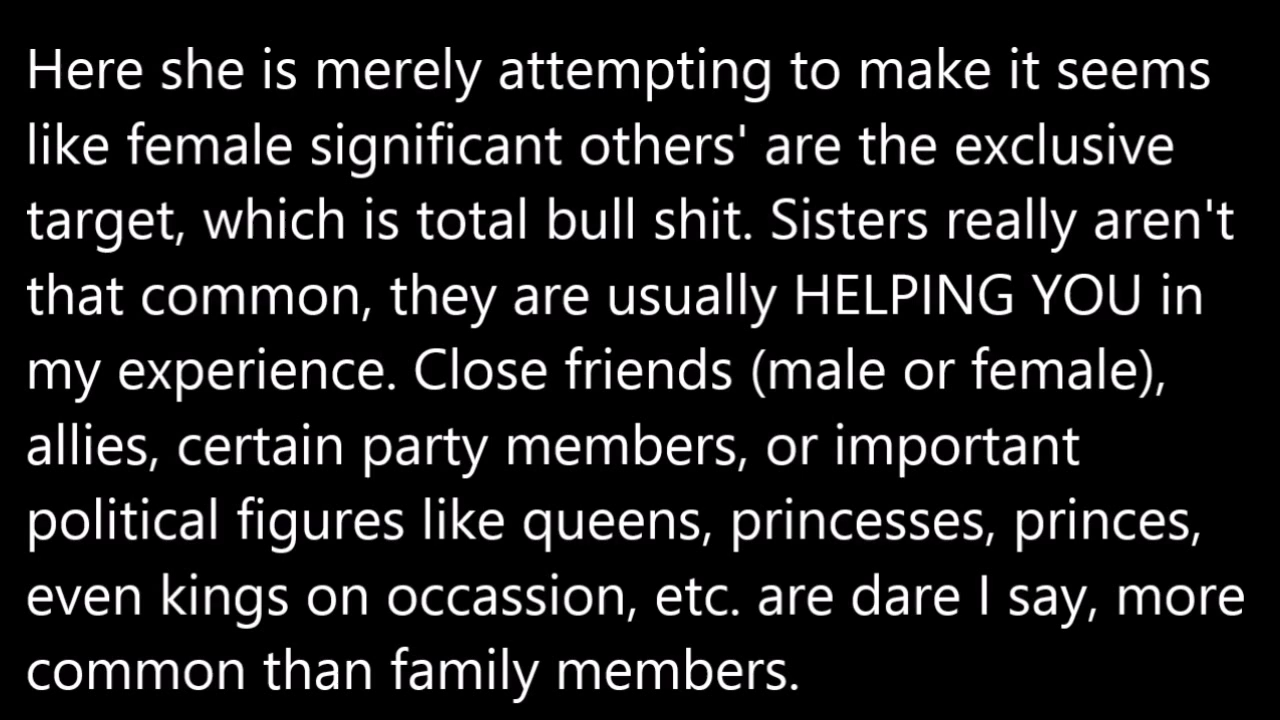 Here she is merely attempting to make it seems
like female significant others' are the exclusive
target, which is total bull shit. Sisters really aren't
that common, they are usually HELPING YOU in
my experience. Close friends (male or female),
allies, certain party members, or important
political figures like queens, princesses, princes,
even kings on occassion, etc. are dare I say, more
common than family members.